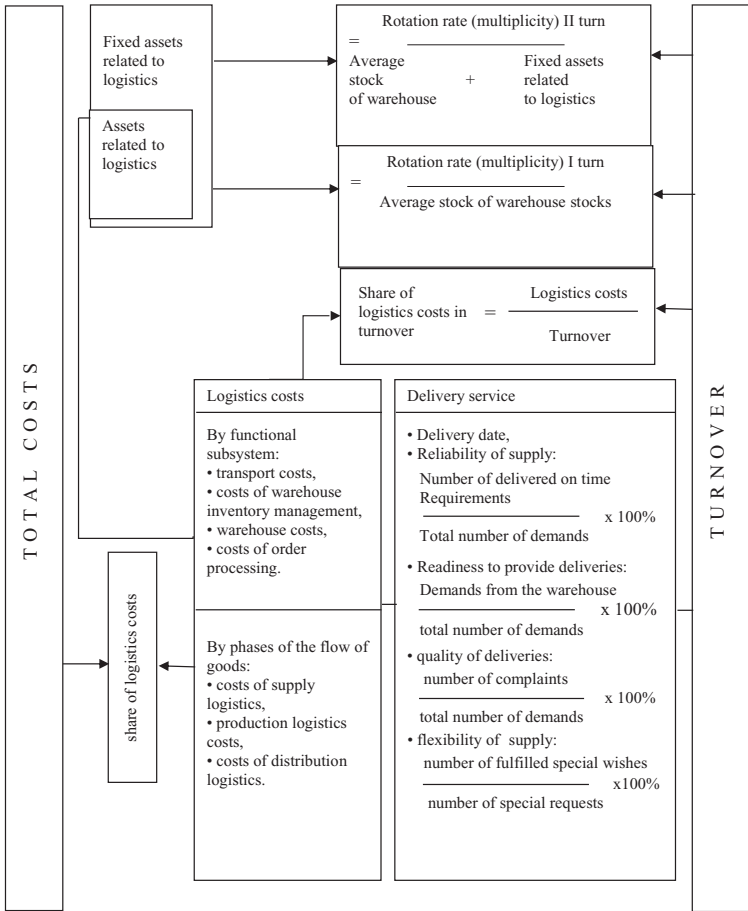 TOTAL COSTS
Fixed assets
related to
logistics
Assets
related to
logistics
Rotation rate (multiplicity) II turn
=
Average
stock
of warehouse
+
Fixed assets
related
to logistics
Rotation rate (multiplicity) I turn
=
Average stock of warehouse stocks
Share of
logistics costs in
turnover
=
Logistics costs
Turnover
Logistics costs
By functional
subsystem:
• transport costs,
• costs of warehouse
inventory management,
• warehouse costs,
• costs of order
processing.
By phases of the flow of
goods:
• costs of supply
logistics,
• production logistics
costs,
• costs of distribution
logistics.
share of logistics costs
Delivery service
• Delivery date,
• Reliability of supply:
Number of delivered on time
Requirements
x 100%
Total number of demands
• Readiness to provide deliveries:
Demands from the warehouse
x 100%
total number of demands
• quality of deliveries:
number of complaints
x 100%
total number of demands
• flexibility of supply:
number of fulfilled special wishes
x100%
number of special requests
TURNOVER